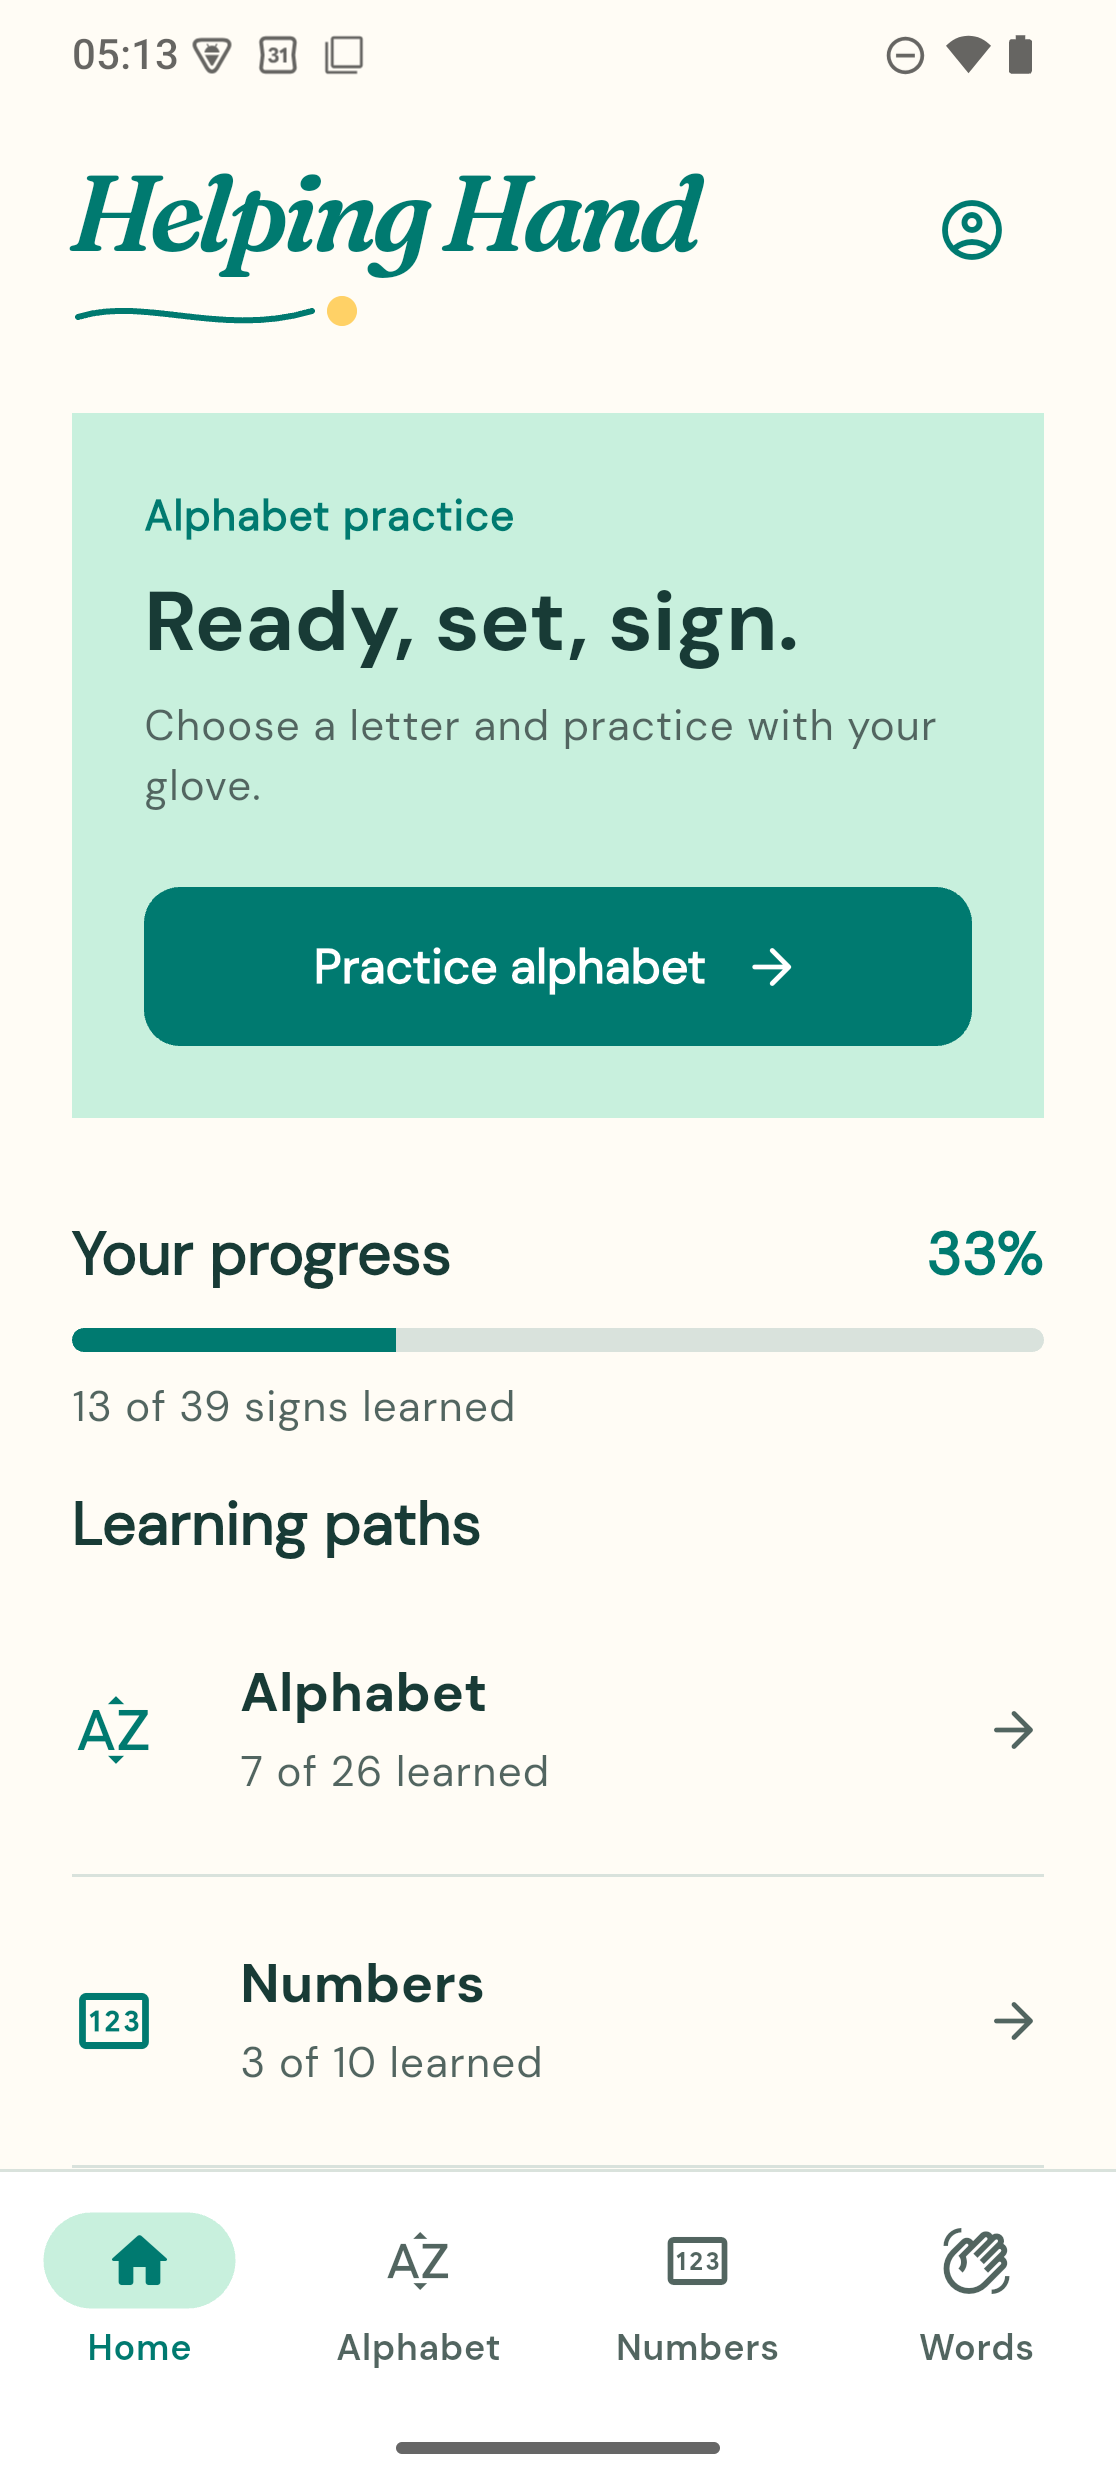 05:13
31
Helping Hand
Alphabet practice
Ready, set, sign.
Choose a letter and practice with your
glove.
Practice alphabet
Your progress
33%
13 of 39 signs learned
Learning paths
AZ
Alphabet
7 of 26 learned
123
Numbers
3 of 10 learned
AZ
123
Home
Alphabet
Numbers
Words